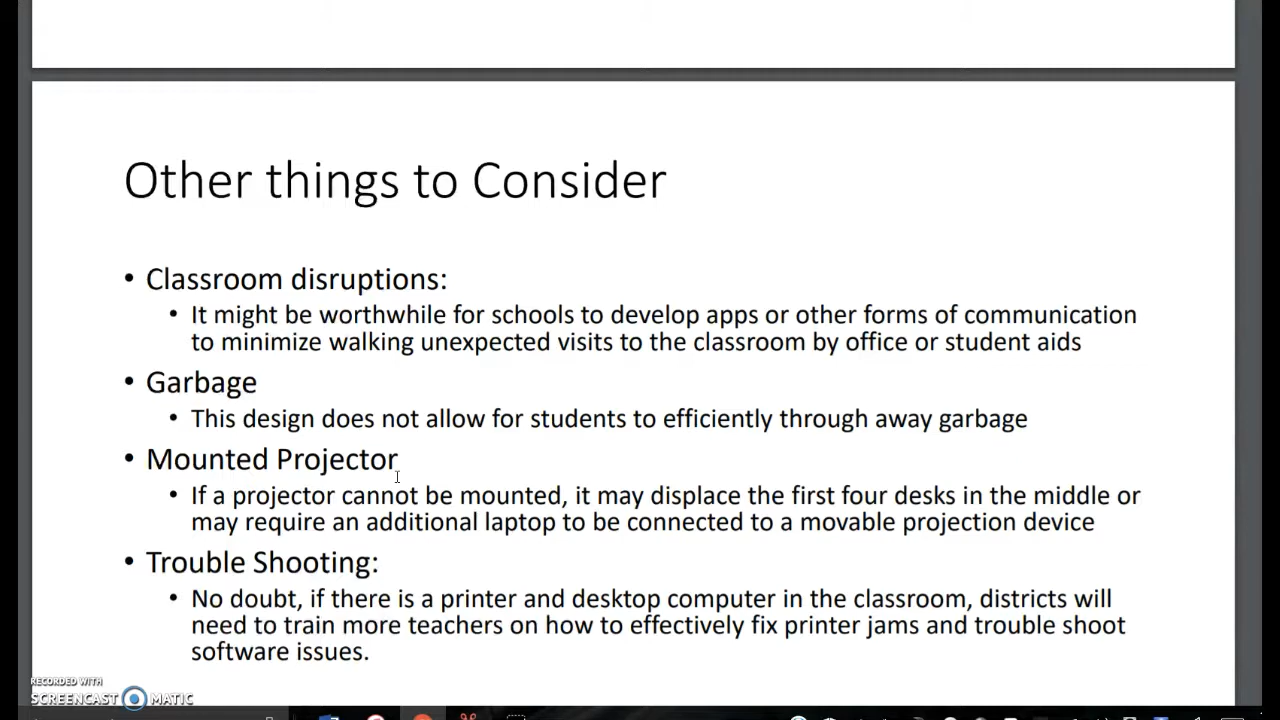 Other things to Consider
• Classroom disruptions:
• It might be worthwhile for schools to develop apps or other forms of communication
to minimize walking unexpected visits to the classroom by office or student aids
• Garbage
• This design does not allow for students to efficiently through away garbage
• Mounted Projector
• If a projector cannot be mounted, it may displace the first four desks in the middle or
may require an additional laptop to be connected to a movable projection device
• Trouble Shooting:
• No doubt, if there is a printer and desktop computer in the classroom, districts will
need to train more teachers on how to effectively fix printer jams and trouble shoot
software issues.
RECORDED WITH
SCREENCAST MATIC